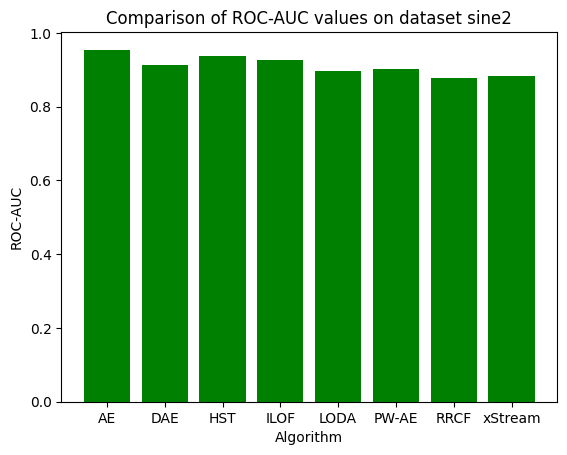 Comparison of ROC-AUC values on dataset sine2
ROC-AUC
1.0
0.8
0.6
0.4
0.2
0.0
AE DAE HST ILOF LODA PW-AE RRCF xStream
Algorithm